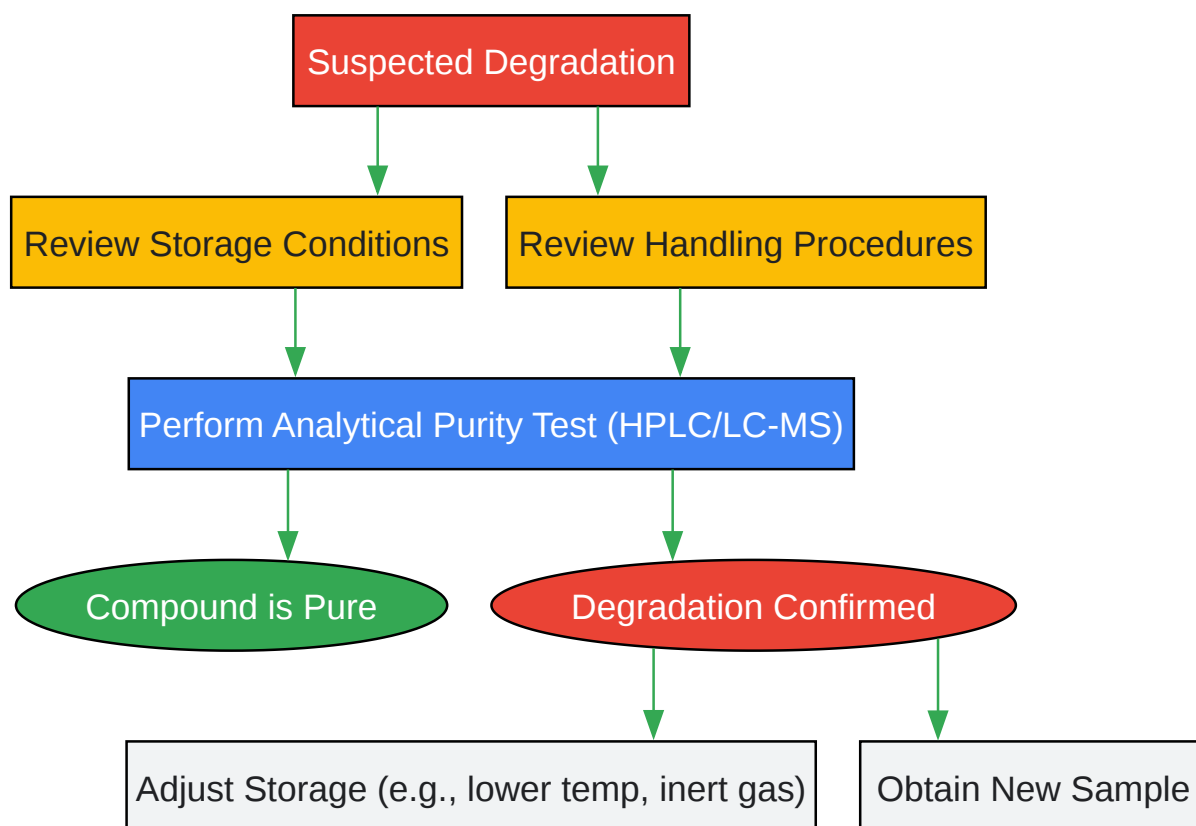 Suspected Degradation
Review Storage Conditions
Review Handling Procedures
Perform Analytical Purity Test (HPLC/LC-MS)
Compound is Pure
Degradation Confirmed
Adjust Storage (e.g., lower temp, inert gas)
Obtain New Sample